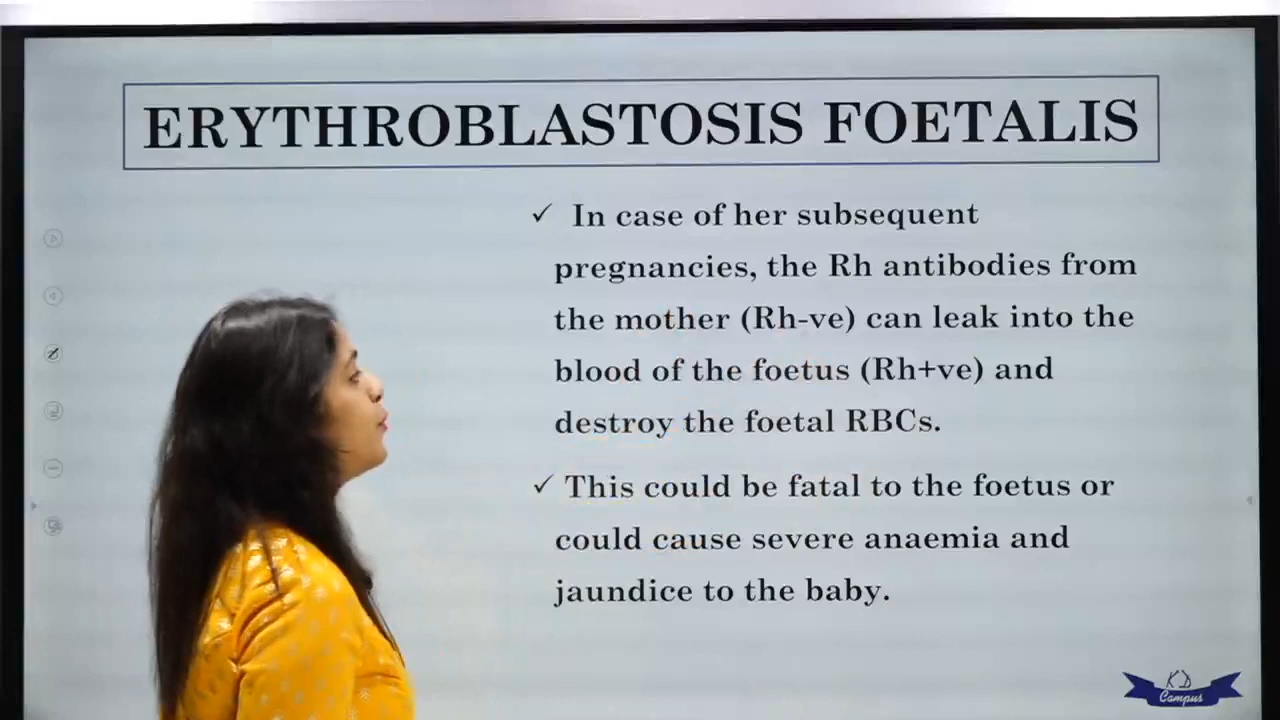 ERYTHROBLASTOSIS FOETALIS
✓ In case of her subsequent
pregnancies, the Rh antibodies from
the mother (Rh-ve) can leak into the
blood of the foetus (Rh+ve) and
destroy the foetal RBCs.
✓ This could be fatal to the foetus or
could cause severe anaemia and
jaundice to the baby.
KD
Campus